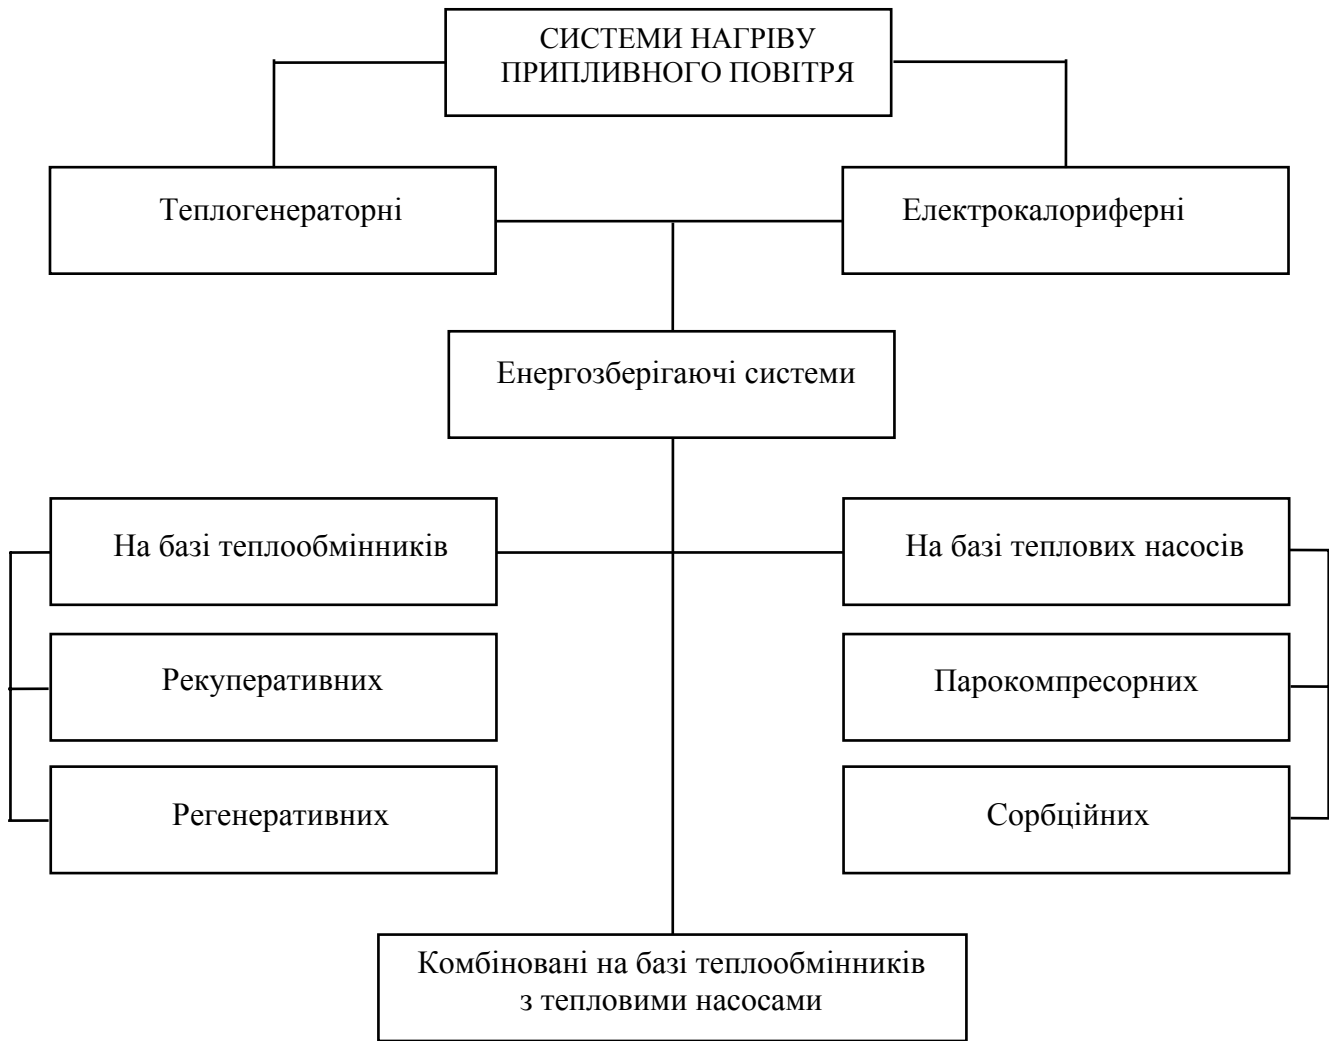 СИСТЕМИ НАГРІВУ
ПРИПЛИВНОГО ПОВІТРЯ
Теплогенераторні
Електрокалориферні
Енергозберігаючі системи
На базі теплообмінників
На базі теплових насосів
Рекуперативних
Парокомпресорних
Регенеративних
Сорбційних
Комбіновані на базі теплообмінників
з тепловими насосами